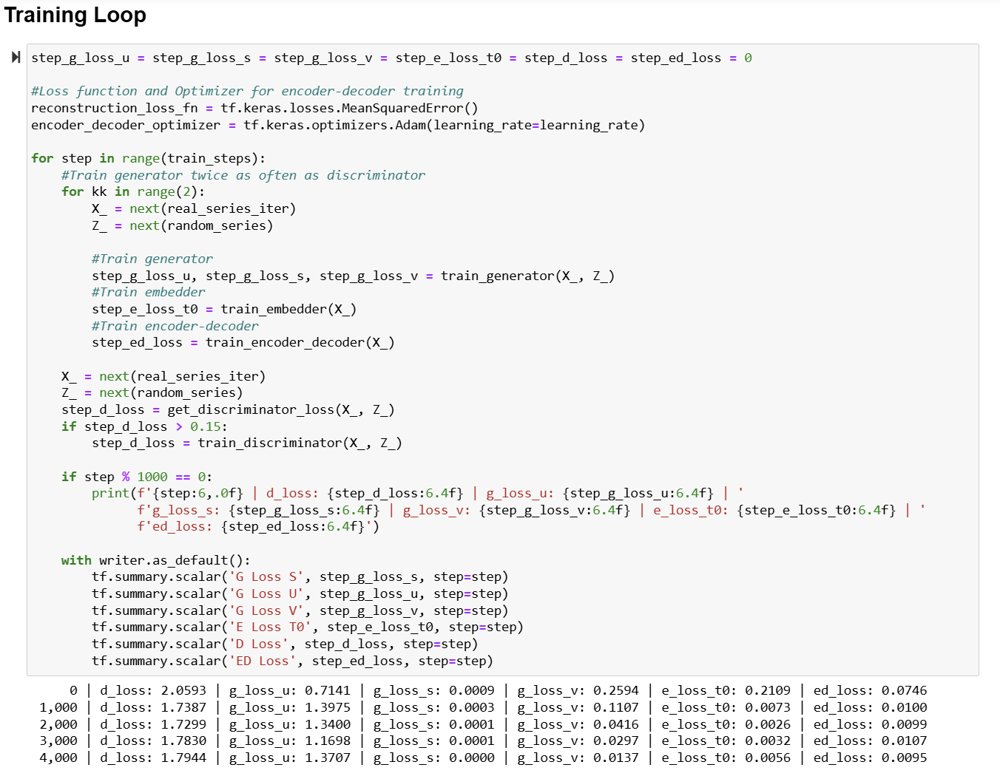 Training Loop
step_g_loss_u = step_g_loss_s = step_g_loss_v = step_e_loss_t0 = step_d_loss = step_ed_loss = 0
#Loss function and Optimizer for encoder-decoder training
reconstruction_loss_fn = tf.keras.losses.MeanSquaredError()
encoder_decoder_optimizer = tf.keras.optimizers.Adam(learning_rate=learning_rate)
for step in range(train_steps):
    #Train generator twice as often as discriminator
    for kk in range(2):
        X_ = next(real_series_iter)
        Z_ = next(random_series)
        #Train generator
        step_g_loss_u, step_g_loss_s, step_g_loss_v = train_generator(X_, Z_)
        #Train embedder
        step_e_loss_t0 = train_embedder(X_)
        #Train encoder-decoder
        step_ed_loss = train_encoder_decoder(X_)
    X_ = next(real_series_iter)
    Z_ = next(random_series)
    step_d_loss = get_discriminator_loss(X_, Z_)
    if step_d_loss > 0.15:
        step_d_loss = train_discriminator(X_, Z_)
    if step % 1000 == 0:
        print(f'{step:6,.0f} | d_loss: {step_d_loss:6.4f} | g_loss_u: {step_g_loss_u:6.4f} | '
              f'g_loss_s: {step_g_loss_s:6.4f} | g_loss_v: {step_g_loss_v:6.4f} | e_loss_t0: {step_e_loss_t0:6.4f} | '
              f'ed_loss: {step_ed_loss:6.4f}')
    with writer.as_default():
        tf.summary.scalar('G Loss S', step_g_loss_s, step=step)
        tf.summary.scalar('G Loss U', step_g_loss_u, step=step)
        tf.summary.scalar('G Loss V', step_g_loss_v, step=step)
        tf.summary.scalar('E Loss T0', step_e_loss_t0, step=step)
        tf.summary.scalar('D Loss', step_d_loss, step=step)
        tf.summary.scalar('ED Loss', step_ed_loss, step=step)
     0 | d_loss: 2.0593 | g_loss_u: 0.7141 | g_loss_s: 0.0009 | g_loss_v: 0.2594 | e_loss_t0: 0.2109 | ed_loss: 0.0746
 1,000 | d_loss: 1.7387 | g_loss_u: 1.3975 | g_loss_s: 0.0003 | g_loss_v: 0.1107 | e_loss_t0: 0.0073 | ed_loss: 0.0100
 2,000 | d_loss: 1.7299 | g_loss_u: 1.3400 | g_loss_s: 0.0001 | g_loss_v: 0.0416 | e_loss_t0: 0.0026 | ed_loss: 0.0099
 3,000 | d_loss: 1.7830 | g_loss_u: 1.1698 | g_loss_s: 0.0001 | g_loss_v: 0.0297 | e_loss_t0: 0.0032 | ed_loss: 0.0107
 4,000 | d_loss: 1.7944 | g_loss_u: 1.3707 | g_loss_s: 0.0000 | g_loss_v: 0.0137 | e_loss_t0: 0.0056 | ed_loss: 0.0095